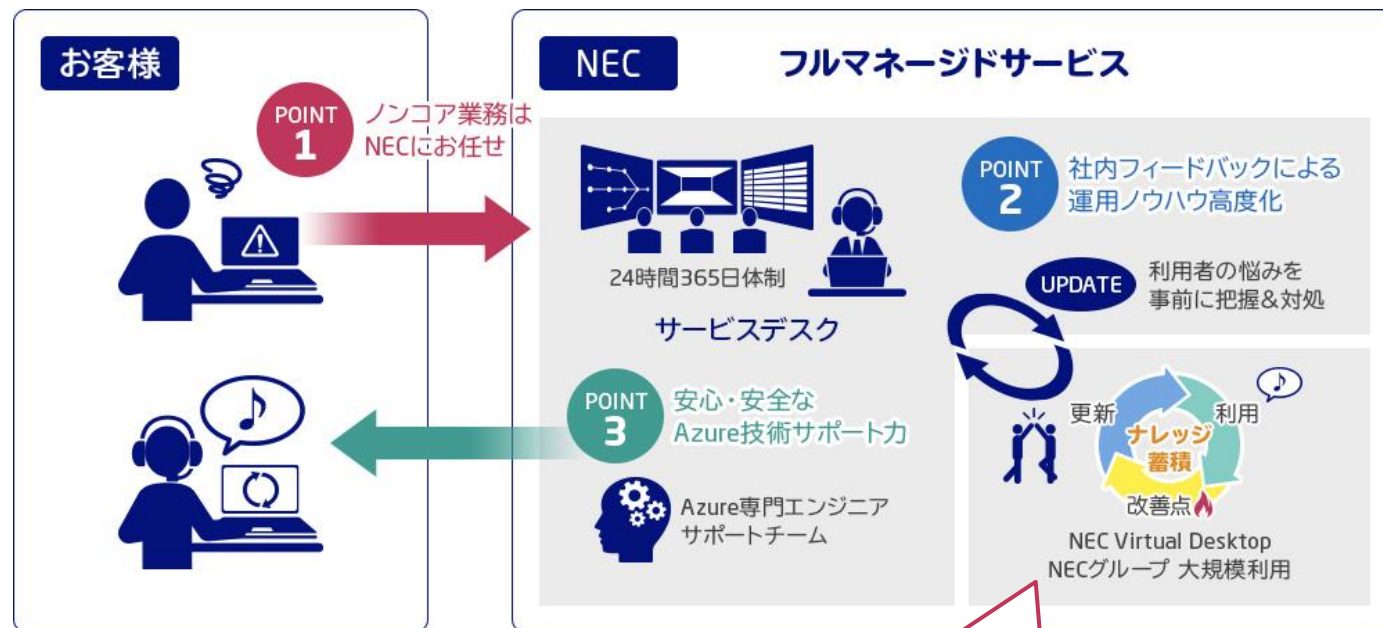 お客様
POINT
1
ノンコア業務は
NECにお任せ
NEC
フルマネージドサービス
24時間365日体制
サービスデスク
POINT
2
社内フィードバックによる
運用ノウハウ高度化
UPDATE
利用者の悩みを
事前に把握&対処
POINT
3
安心・安全な
Azure技術サポート力
Azure専門エンジニア
サポートチーム
更新
利用
ナレッジ
蓄積
改善点
NEC Virtual Desktop
NECグループ 大規模利用